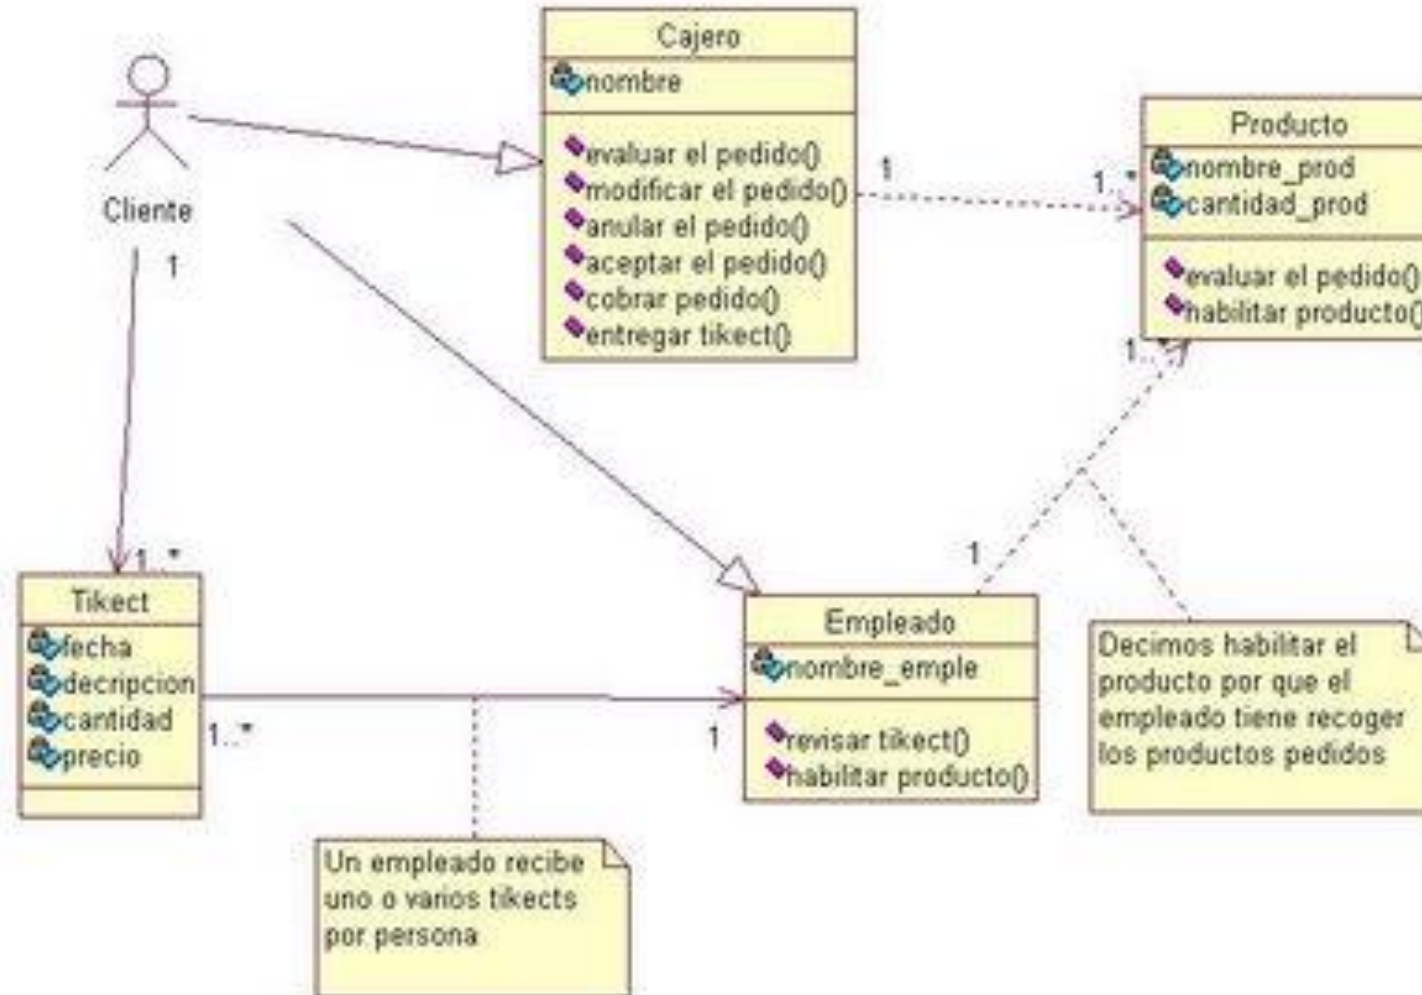 Cajero
nombre
evaluar el pedido()
modificar el pedido()
anular el pedido()
aceptar el pedido()
cobrar pedido()
entregar tikect()
Producto
nombre_prod
cantidad_prod
evaluar el pedido()
habilitar producto()
Cliente
1
1
1..*
1..*
1
1..*
Tikect
fecha
decripcion
cantidad
precio
1..*
1
Empleado
nombre_emple
revisar tikect()
habilitar producto()
Decimos habilitar el
producto por que el
empleado tiene recoger
los productos pedidos
Un empleado recibe
uno o varios tikects
por persona